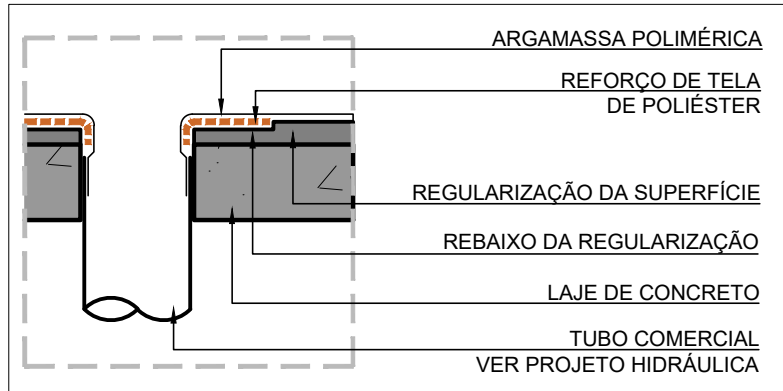 ARGAMASSA POLIMÉRICA
REFORÇO DE TELA
DE POLIÉSTER
REGULARIZAÇÃO DA SUPERFÍCIE
REBAIXO DA REGULARIZAÇÃO
LAJE DE CONCRETO
TUBO COMERCIAL
VER PROJETO HIDRÁULICA